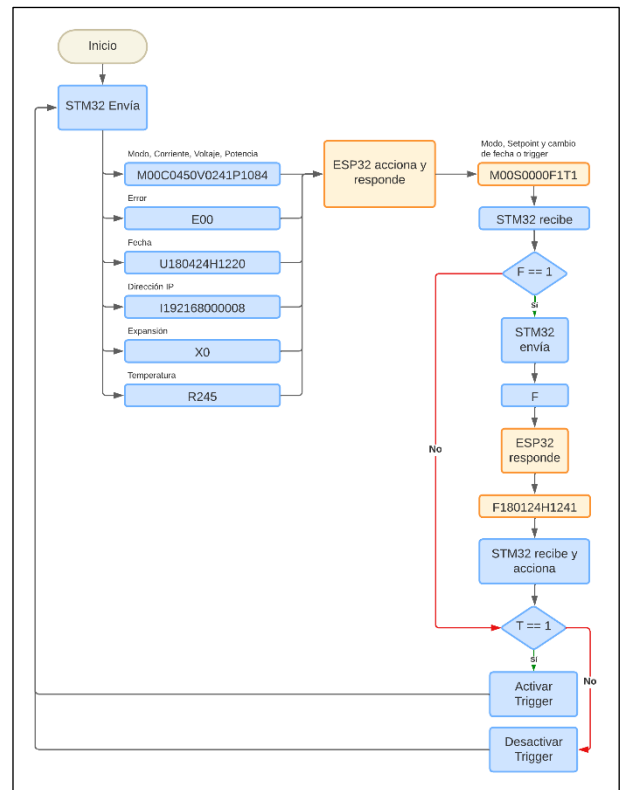 Inicio
STM32 Envía
Modo, Corriente, Voltaje, Potencia
M00C0450V0241P1084
Error
E00
Fecha
U180424H1220
Dirección IP
I192168000008
Expansión
X0
Temperatura
R245
ESP32 acciona y
responde
Modo, Setpoint y cambio
de fecha o trigger
M00S0000F1T1
STM32 recibe
F == 1
Sí
STM32
envía
F
ESP32
responde
No
F180124H1241
STM32 recibe y
acciona
T == 1
Sí
No
Activar
Trigger
Desactivar
Trigger